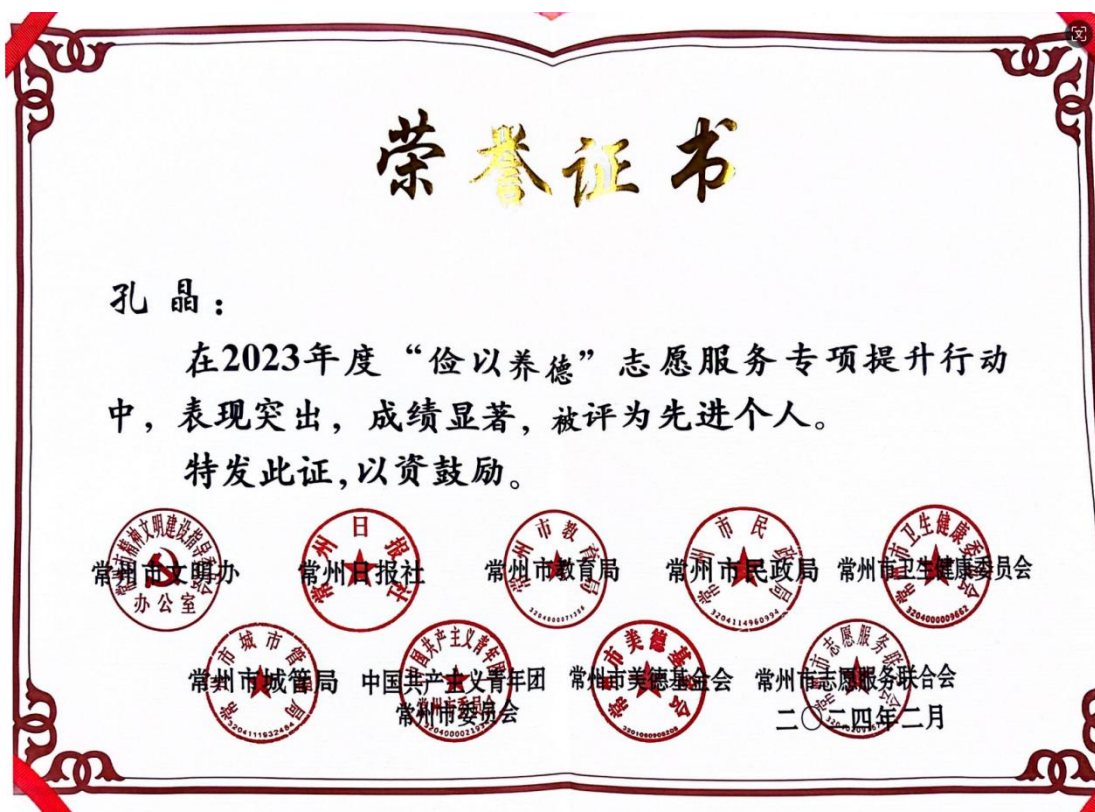 荣誉证书
孔晶：
在2023年度“俭以养德”志愿服务专项提升行动
中，表现突出，成绩显著，被评为先进个人。
特发此证，以资鼓励。
常州市文明办 常州日报社 常州市教育局 常州市民政局 常州市卫生健康委员会
办公室
常州市城管局 中国共产主义青年团 常州市美德基金会 常州市志愿服务联合会
常州市委员会 二〇二四年二月